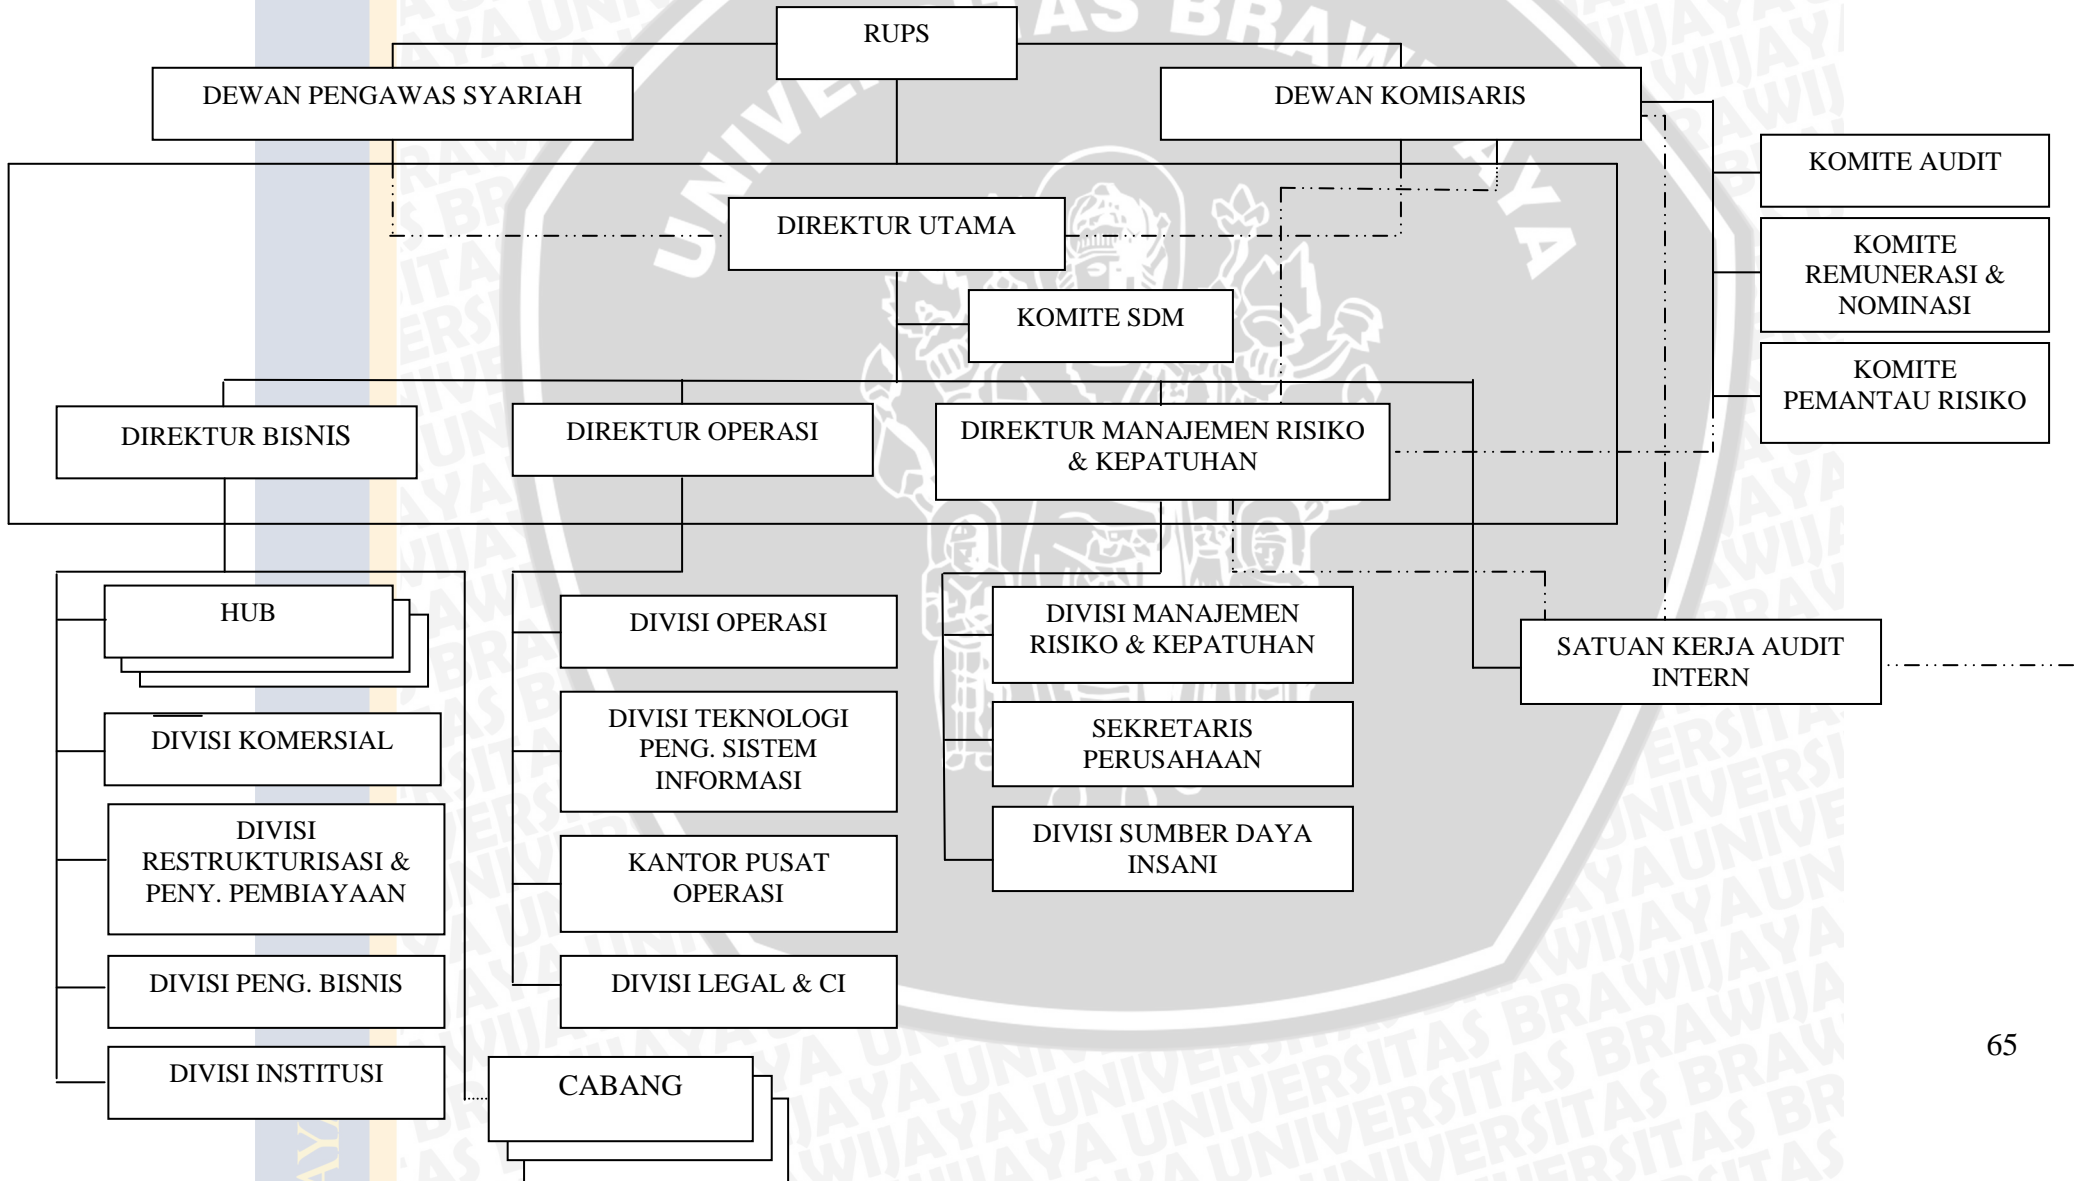 RUPS
DEWAN PENGAWAS SYARIAH
DEWAN KOMISARIS
KOMITE AUDIT
KOMITE
REMUNERASI &
NOMINASI
KOMITE
PEMANTAU RISIKO
DIREKTUR UTAMA
KOMITE SDM
DIREKTUR BISNIS
DIREKTUR OPERASI
DIREKTUR MANAJEMEN RISIKO
& KEPATUHAN
HUB
DIVISI KOMERSIAL
DIVISI
RESTRUKTURISASI &
PENY. PEMBIAYAAN
DIVISI PENG. BISNIS
DIVISI INSTITUSI
CABANG
DIVISI OPERASI
DIVISI TEKNOLOGI
PENG. SISTEM
INFORMASI
KANTOR PUSAT
OPERASI
DIVISI LEGAL & CI
DIVISI MANAJEMEN
RISIKO & KEPATUHAN
SEKRETARIS
PERUSAHAAN
DIVISI SUMBER DAYA
INSANI
SATUAN KERJA AUDIT
INTERN
65